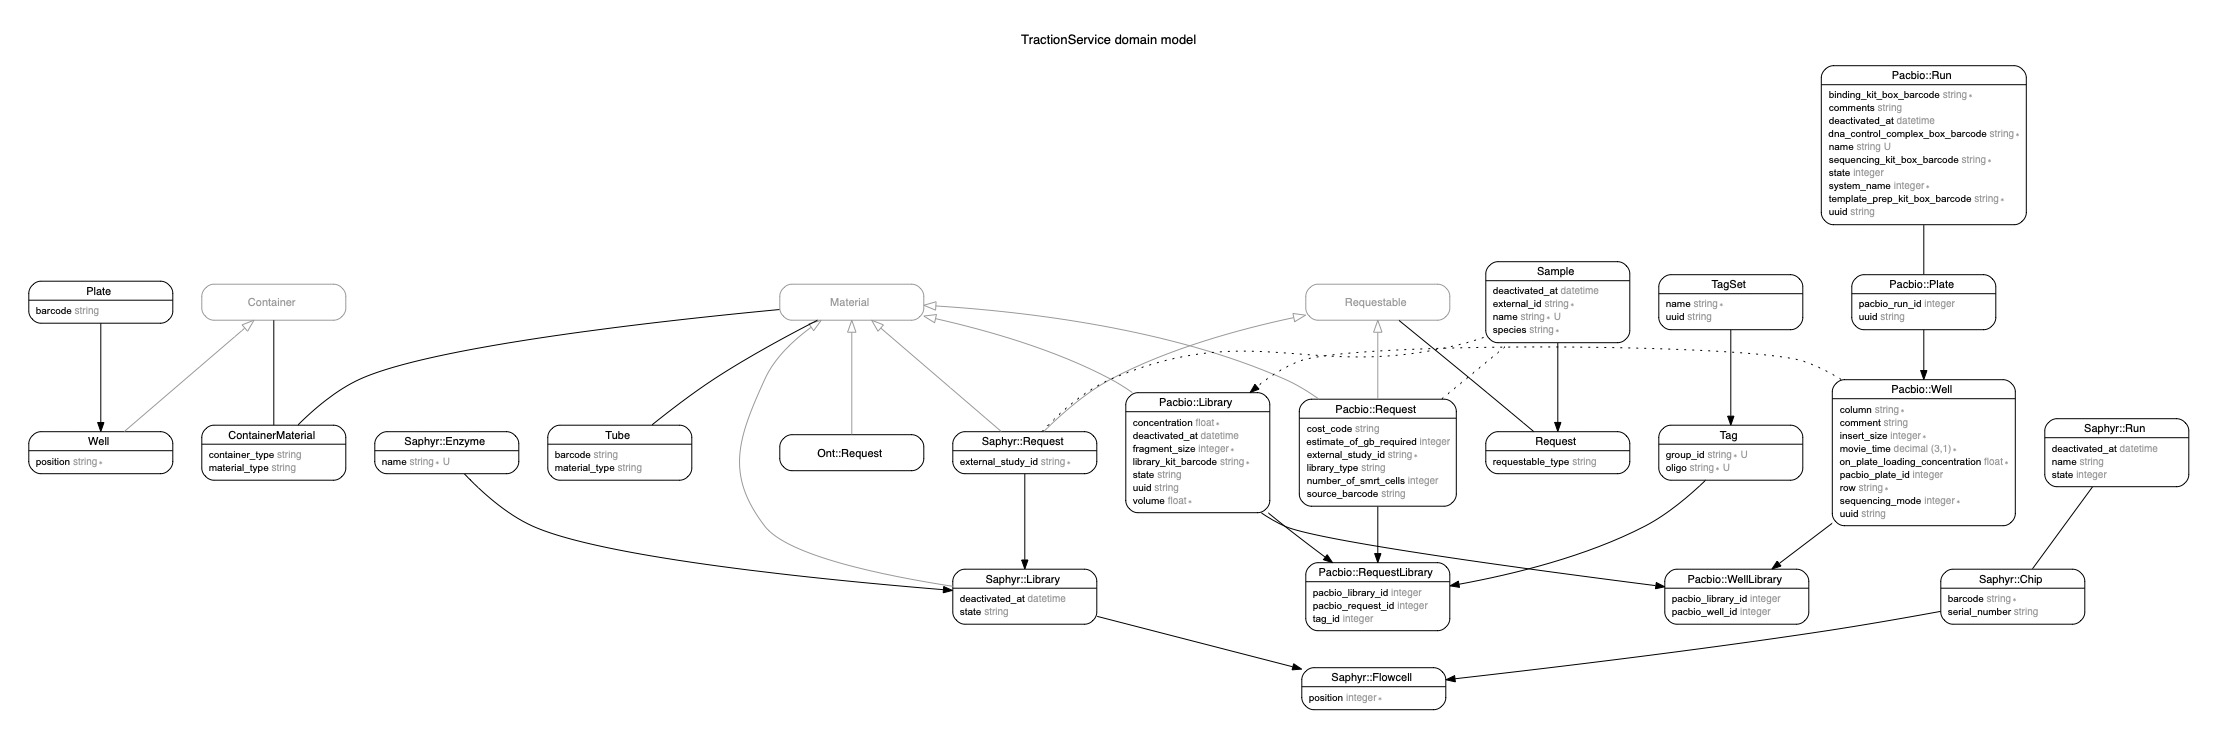 TractionService domain model
Pacbio::Run
binding_kit_box_barcode string *
comments string
deactivated_at datetime
dna_control_complex_box_barcode string *
name string U
sequencing_kit_box_barcode string *
state integer
system_name integer *
template_prep_kit_box_barcode string *
uuid string
Plate
barcode string
Container
Material
Requestable
Sample
deactivated_at datetime
external_id string *
name string * U
species string *
TagSet
name string *
uuid string
Pacbio::Plate
pacbio_run_id integer
uuid string
Well
position string *
ContainerMaterial
container_type string
material_type string
Saphyr::Enzyme
name string * U
Tube
barcode string
material_type string
Ont::Request
Saphyr::Request
external_study_id string *
Pacbio::Library
concentration float *
deactivated_at datetime
fragment_size integer *
library_kit_barcode string *
state string
uuid string
volume float *
Pacbio::Request
cost_code string
estimate_of_gb_required integer
external_study_id string *
library_type string
number_of_smrt_cells integer
source_barcode string
Request
requestable_type string
Tag
group_id string * U
oligo string * U
Pacbio::Well
column string *
comment string
insert_size integer *
movie_time decimal (3,1) *
on_plate_loading_concentration float *
pacbio_plate_id integer
row string *
sequencing_mode integer *
uuid string
Saphyr::Run
deactivated_at datetime
name string
state integer
Saphyr::Library
deactivated_at datetime
state string
Pacbio::RequestLibrary
pacbio_library_id integer
pacbio_request_id integer
tag_id integer
Pacbio::WellLibrary
pacbio_library_id integer
pacbio_well_id integer
Saphyr::Chip
barcode string *
serial_number string
Saphyr::Flowcell
position integer *